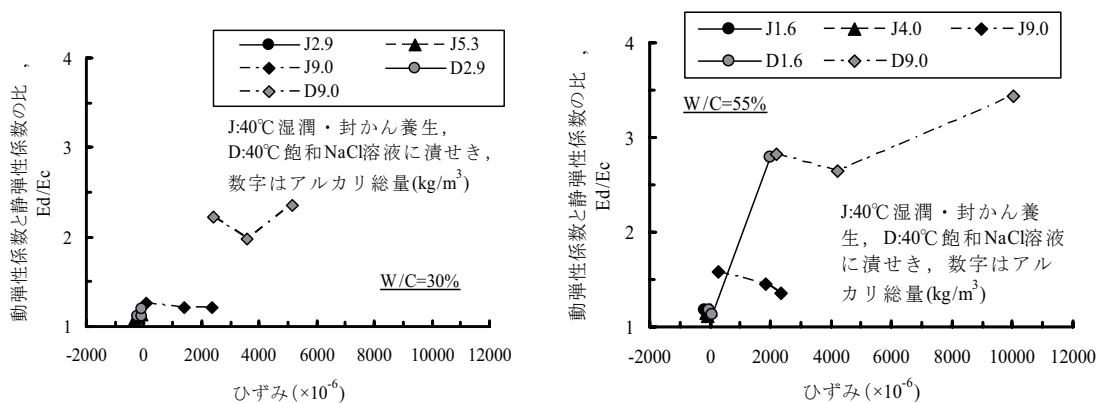 動弾性係数と静弾性係数の比，
Ed/Ec
4
3
2
1
-2000 0 2000 4000 6000 8000 10000 12000
ひずみ(×10-6)
J2.9 J5.3
J9.0 D2.9
D9.0
J:40℃湿潤・封かん養生，
D:40℃飽和NaCl溶液に漬せき，
数字はアルカリ総量(kg/m3)
W/C=30%
動弾性係数と静弾性係数の比，
Ed/Ec
4
3
2
1
-2000 0 2000 4000 6000 8000 10000 12000
ひずみ(×10-6)
J1.6 J4.0 J9.0
D1.6 D9.0
W/C=55%
J:40℃湿潤・封かん養
生，D:40℃飽和NaCl溶液
に漬せき，数字はアル
カリ総量(kg/m3)